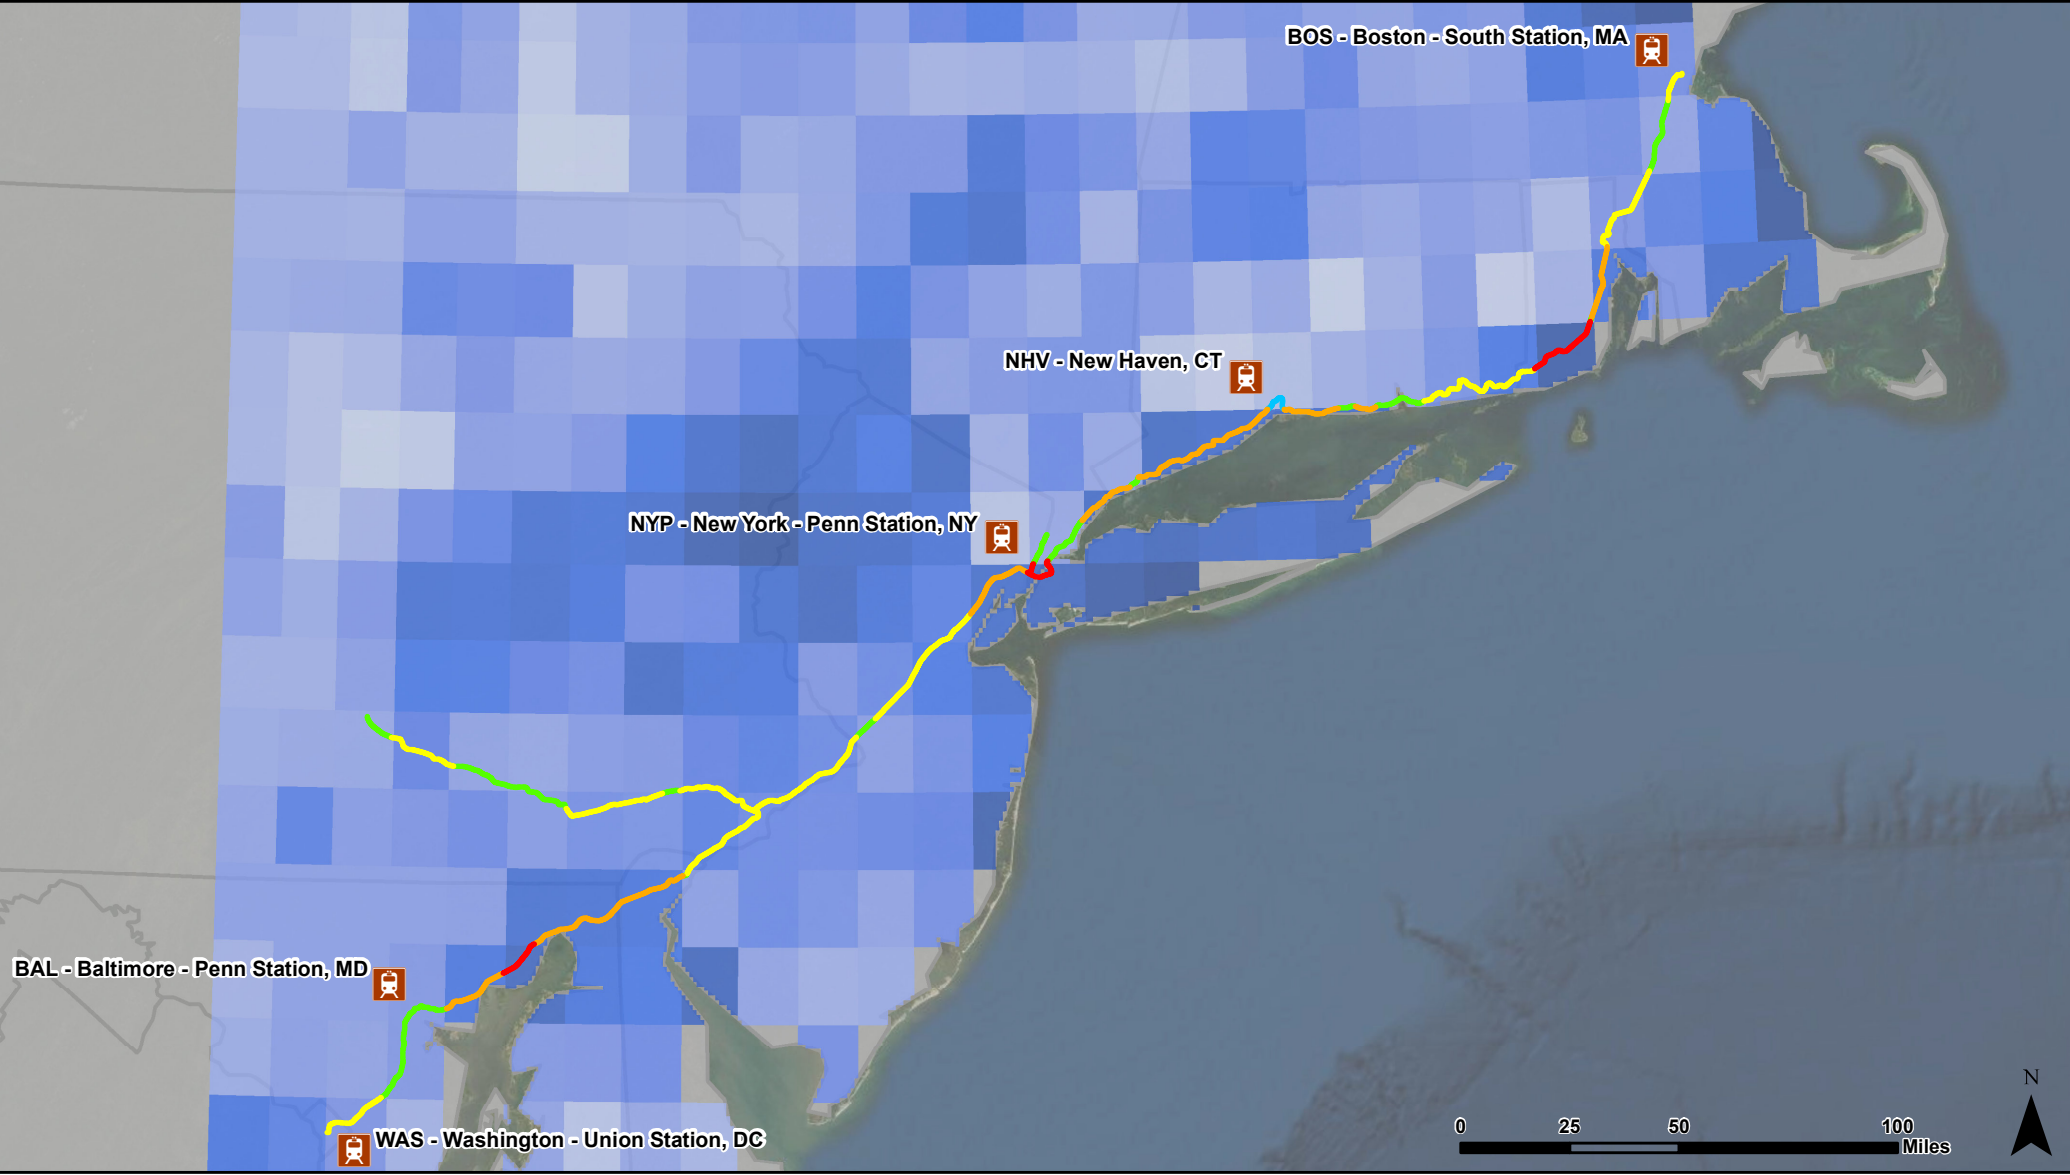 BOS - Boston - South Station, MA
NHV - New Haven, CT
NYP - New York - Penn Station, NY
BAL - Baltimore - Penn Station, MD
WAS - Washington - Union Station, DC
N
0 25 50 100
Miles